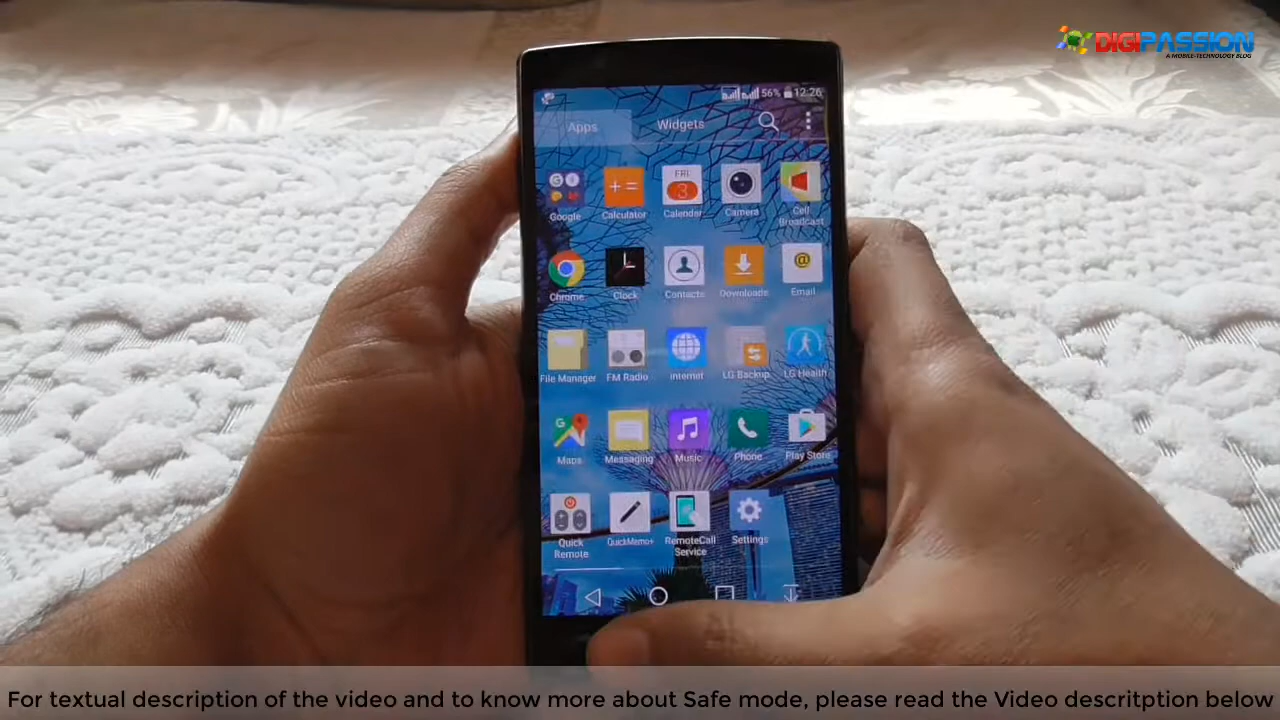 DIGIPASSION
A MOBILE-TECHNOLOGY BLOG
56% 12:26
Apps Widgets
FRI
3
Google Calculator Calendar Camera Cell Broadcast
Chrome Clock Contacts Downloads Email
File Manager FM Radio Internet LG Backup LG Health
Maps Messaging Music Phone Play Store
Quick Remote QuickMemo+ RemoteCall Service Settings
For textual description of the video and to know more about Safe mode, please read the Video descritption below